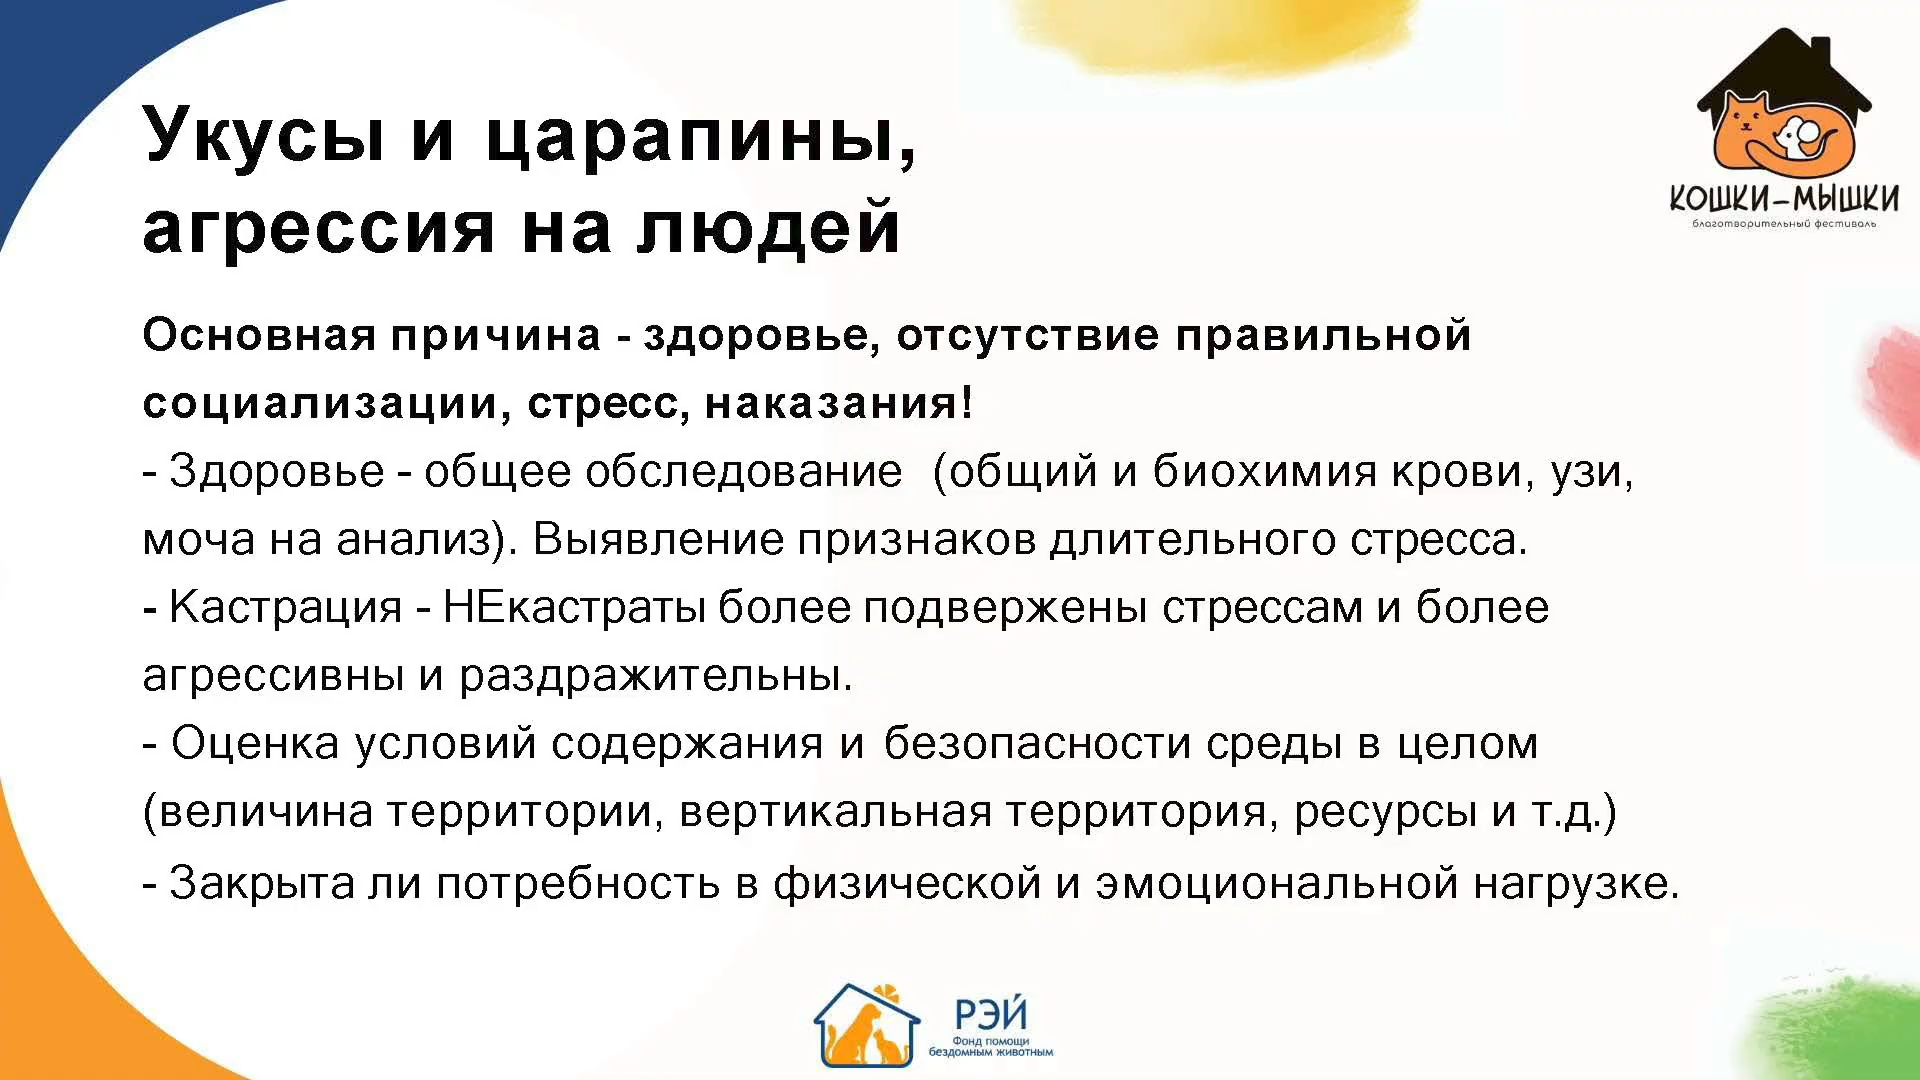 Укусы и царапины,
агрессия на людей
КОШКИ-МЫШКИ
благотворительный фестиваль
Основная причина - здоровье, отсутствие правильной
социализации, стресс, наказания!
- Здоровье - общее обследование (общий и биохимия крови, узи,
моча на анализ). Выявление признаков длительного стресса.
- Кастрация - НЕкастраты более подвержены стрессам и более
агрессивны и раздражительны.
- Оценка условий содержания и безопасности среды в целом
(величина территории, вертикальная территория, ресурсы и т.д.)
- Закрыта ли потребность в физической и эмоциональной нагрузке.
РЭЙ
Фонд помощи
бездомным животным